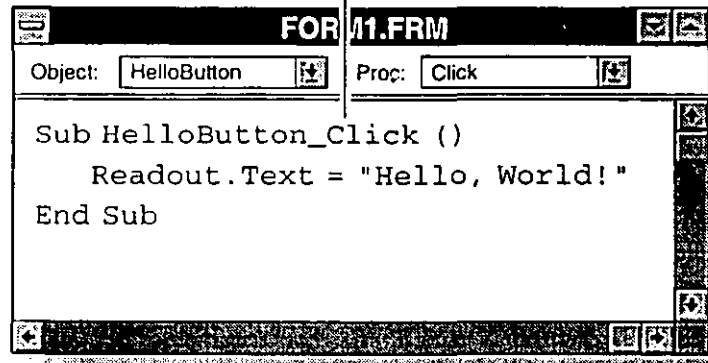 FORM1.FRM
Object: HelloButton Proc: Click
Sub HelloButton_Click ()
Readout.Text = "Hello, World!"
End Sub